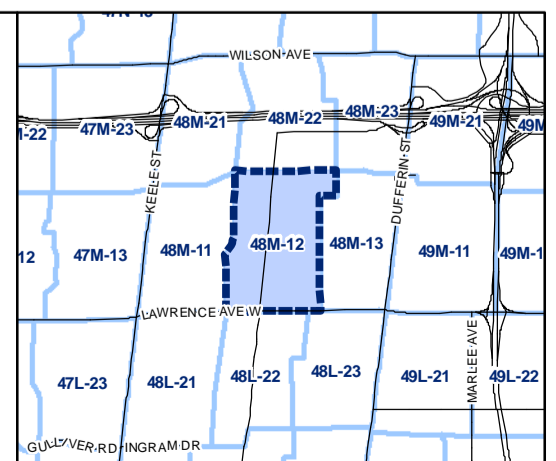 WILSON AVE
47M-23
48M-21
48M-22
48M-23
49M-21
KEELE ST
DUFFERIN ST
12
47M-13
48M-11
48M-12
48M-13
49M-11
49M-1
LAWRENCE AVE W
MARLEE AVE
47L-23
48L-21
48L-22
48L-23
49L-21
49L-22
GULLIVER RD
INGRAM DR